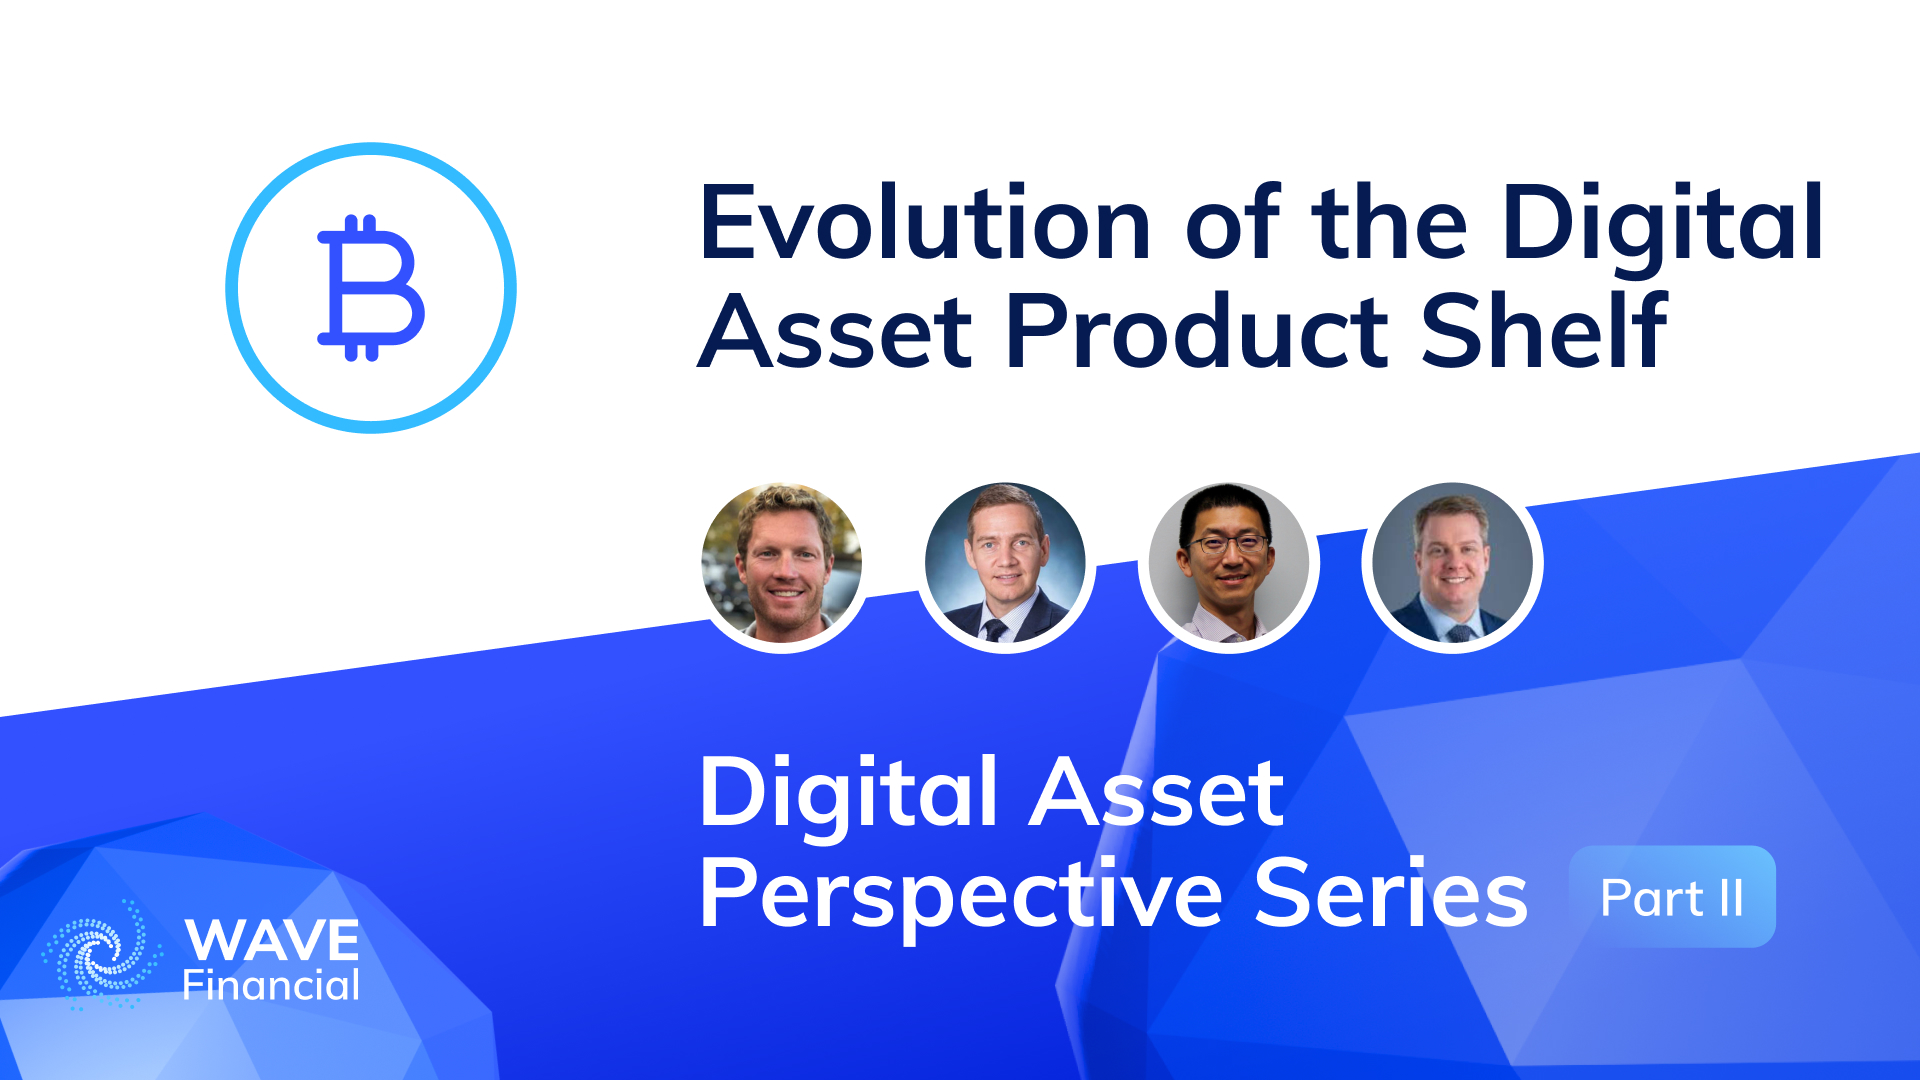 Evolution of the Digital
Asset Product Shelf
Digital Asset
Perspective Series
Part II
WAVE
Financial